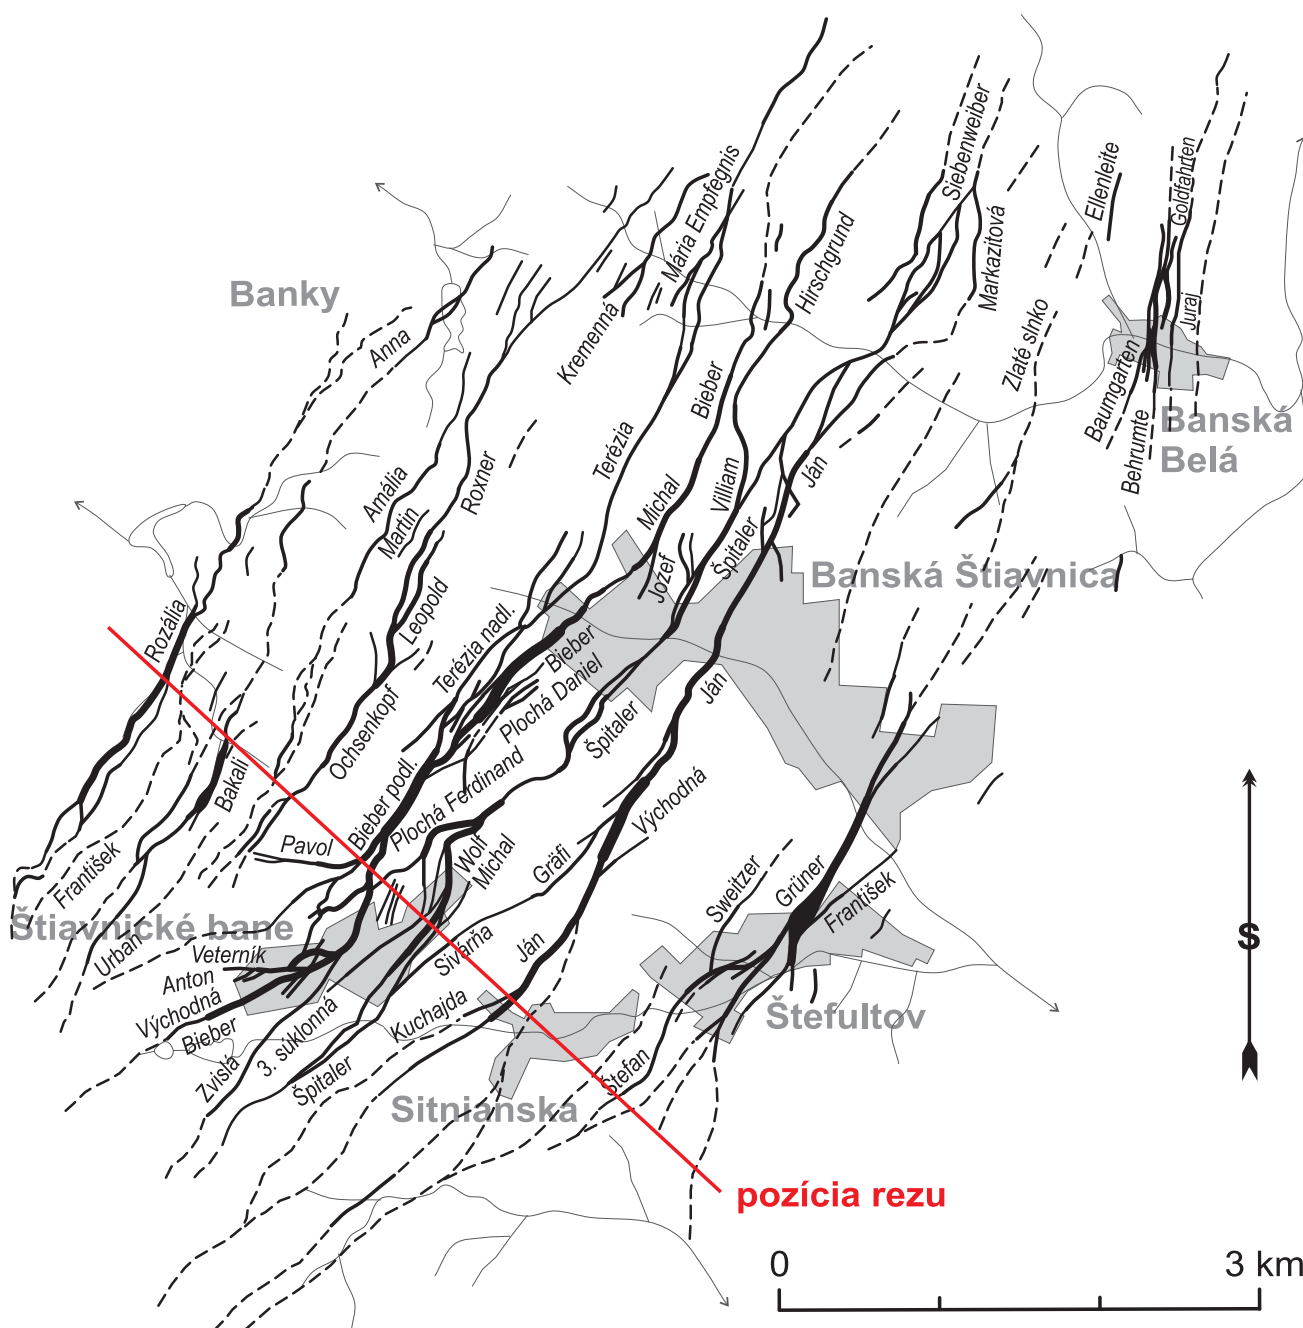 Siebenweiber
Mária Empfegnis
Ellenleite
Goldfahrten
Hirschgrund
Markazitová
Banky
Anna
Kremenná
Zlaté slnko
Juraj
Bieber
Baumgarten
Banská
Belá
Behrumte
Terézia
Amália
Martin
Roxner
Michal
Villiam
Ján
Špitaler
Jozef
Banská Štiavnica
Rozália
Leopold
Terézia nadl.
Bieber
Plochá Daniel
Ján
Ochsenkopf
Špitaler
Bakali
Bieber podl.
Plochá Ferdinand
Východná
Pavol
František
Wolf
Michal
Gräfi
Sweitzer
Grüner
František
Štiavnické bane
Urban
Veterník
Anton
Východná
Bieber
Sivárňa
Ján
S
Kuchajda
Štefultov
Zvislá
3. súklonná
Špitaler
Štefan
Sitnianska
pozícia rezu
0
3 km